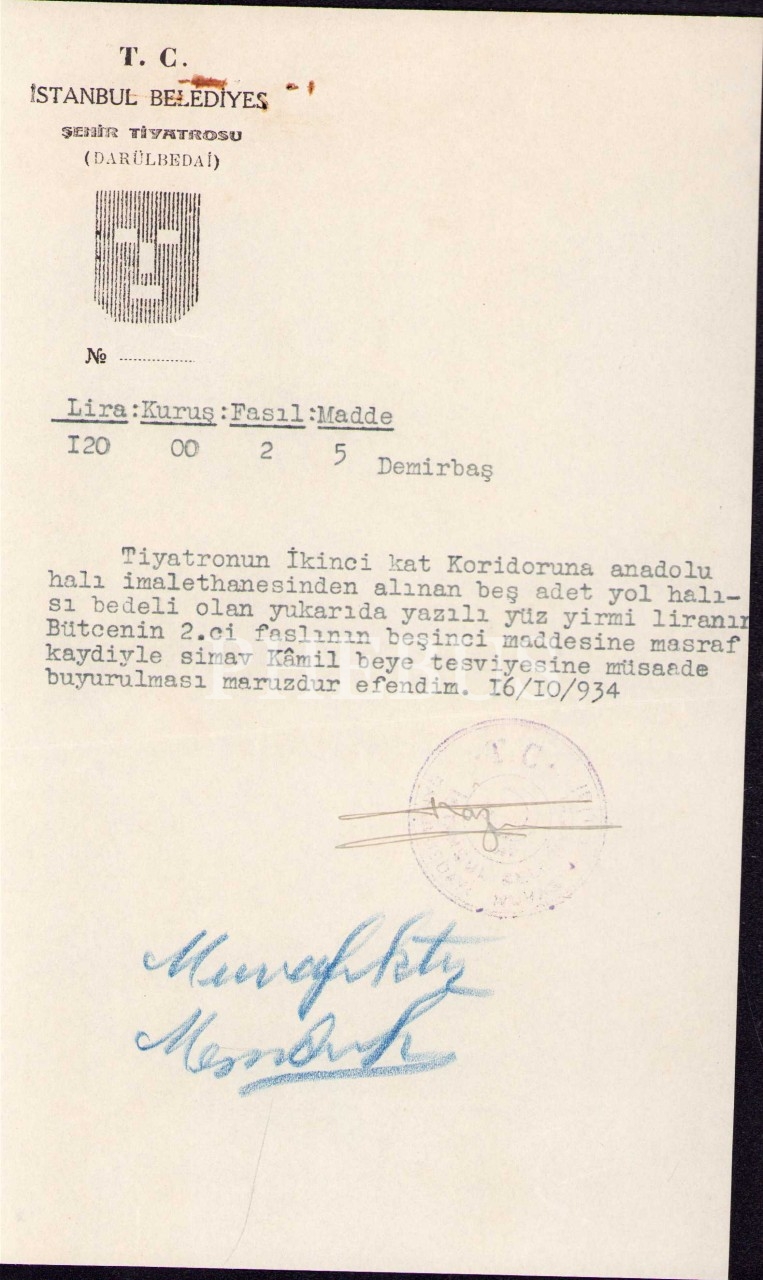 T. C.
İSTANBUL BELEDİYES
ŞEHİR TİYATROSU
(DARÜLBEDAİ)
№ ..................
Lira:Kuruş:Fasıl:Madde
I20 00 2 5 Demirbaş
Tiyatronun İkinci kat Koridoruna anadolu
halı imalethanesinden alınan beş adet yol halı-
sı bedeli olan yukarıda yazılı yüz yirmi liranın
Bütcenin 2.ci faslının beşinci maddesine masraf
kaydiyle simav Kâmil beye tesviyesine müsaade
buyurulması maruzdur efendim. I6/IO/934
T. C.
Muvafıktır